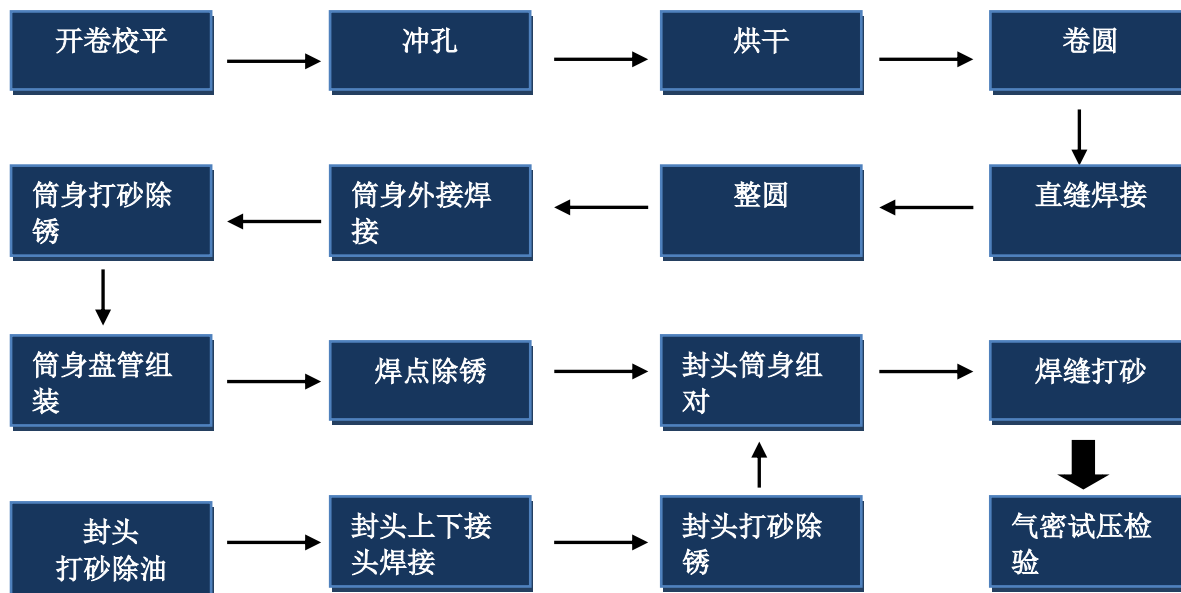 开卷校平
冲孔
烘干
卷圆
筒身打砂除
锈
筒身外接焊
接
整圆
直缝焊接
筒身盘管组
装
焊点除锈
封头筒身组
对
焊缝打砂
封头
打砂除油
封头上下接
头焊接
封头打砂除
锈
气密试压检
验